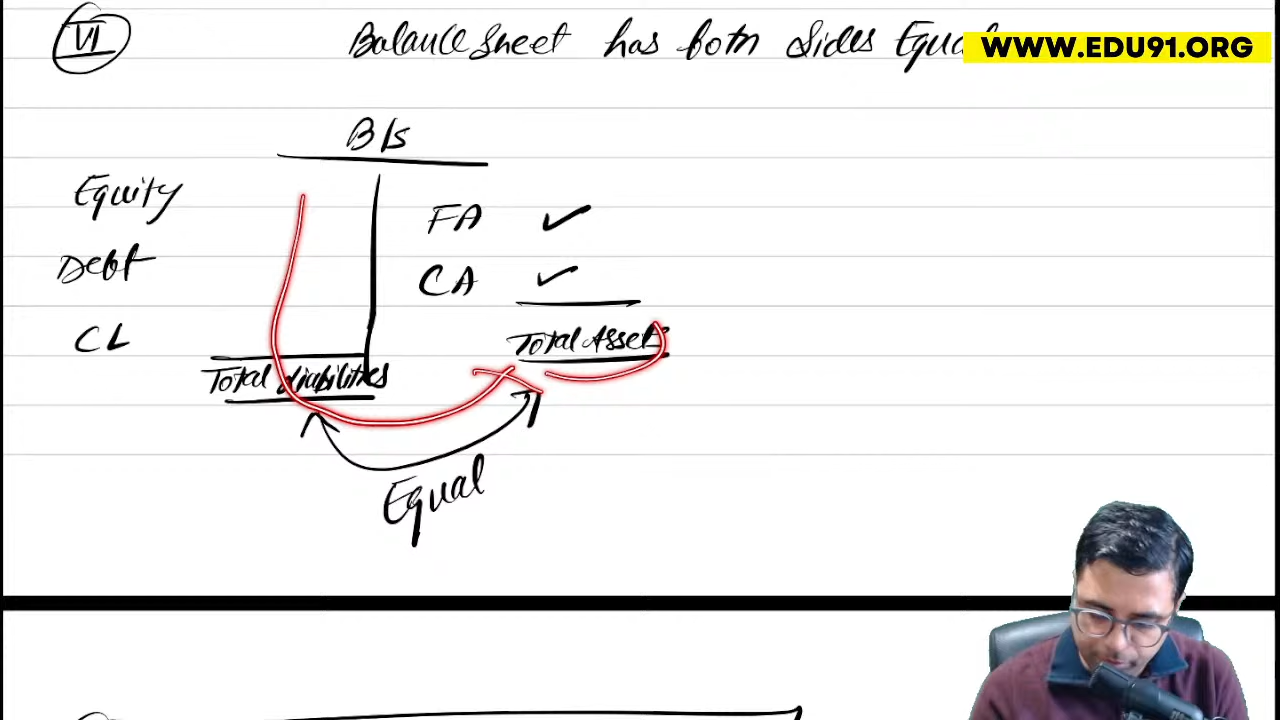 VI
Balance Sheet has both Sides Equal
WWW.EDU91.ORG
B/s
Equity
FA ✓
Debt
CA ✓
CL
Total Assets
Total Liabilities
Equal